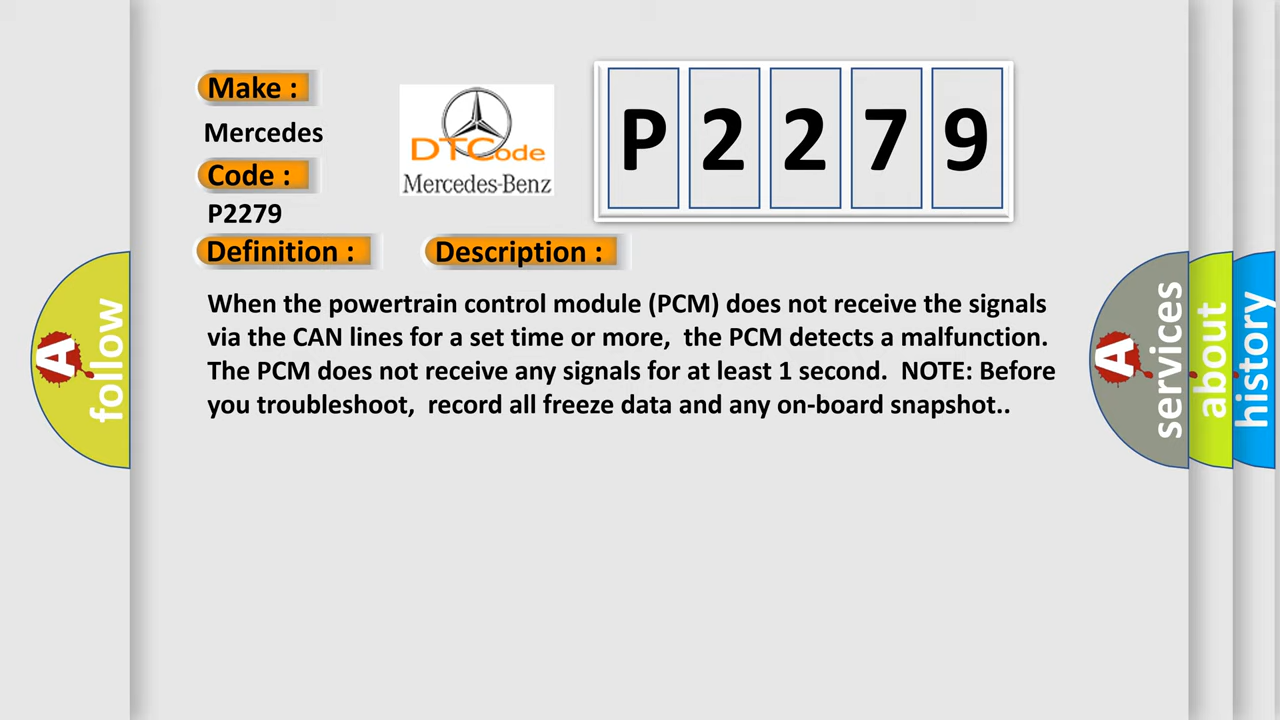 Make :
Mercedes
Code :
P2279
DTCode
Mercedes-Benz
P 2 2 7 9
Definition :
Description :
When the powertrain control module (PCM) does not receive the signals
via the CAN lines for a set time or more, the PCM detects a malfunction.
The PCM does not receive any signals for at least 1 second. NOTE: Before
you troubleshoot, record all freeze data and any on-board snapshot..
A
follow
A
services
about
history